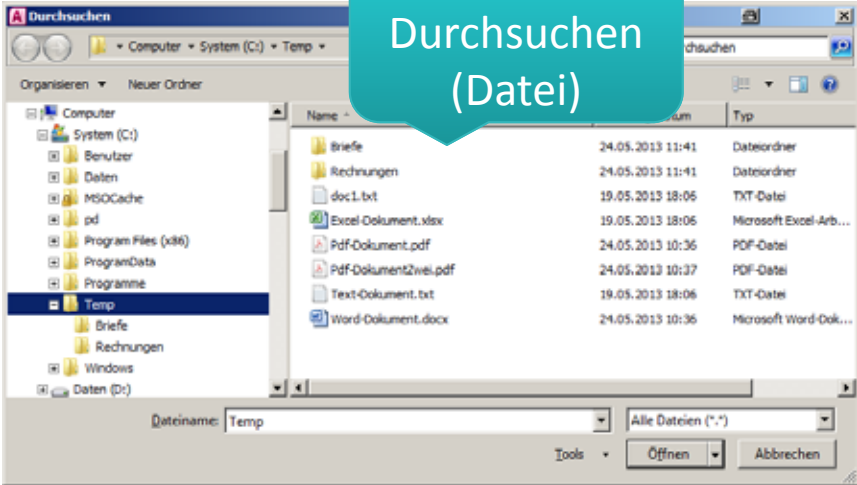 Durchsuchen
Durchsuchen
(Datei)
Computer System (C:) Temp
Organisieren Neuer Ordner
Computer
System (C:)
Benutzer
Daten
MSOCache
pd
Program Files (x86)
ProgramData
Programme
Temp
Briefe
Rechnungen
Windows
Daten (D:)
Name Typ
Briefe 24.05.2013 11:41 Dateiordner
Rechnungen 24.05.2013 11:41 Dateiordner
doc1.txt 19.05.2013 18:06 TXT-Datei
Excel-Dokument.xlsx 19.05.2013 18:06 Microsoft Excel-Arb...
Pdf-Dokument.pdf 24.05.2013 10:36 PDF-Datei
Pdf-DokumentZwei.pdf 24.05.2013 10:37 PDF-Datei
Text-Dokument.txt 19.05.2013 18:06 TXT-Datei
Word-Dokument.docx 24.05.2013 10:36 Microsoft Word-Dok...
Dateiname: Temp Alle Dateien (*.*)
Tools Öffnen Abbrechen